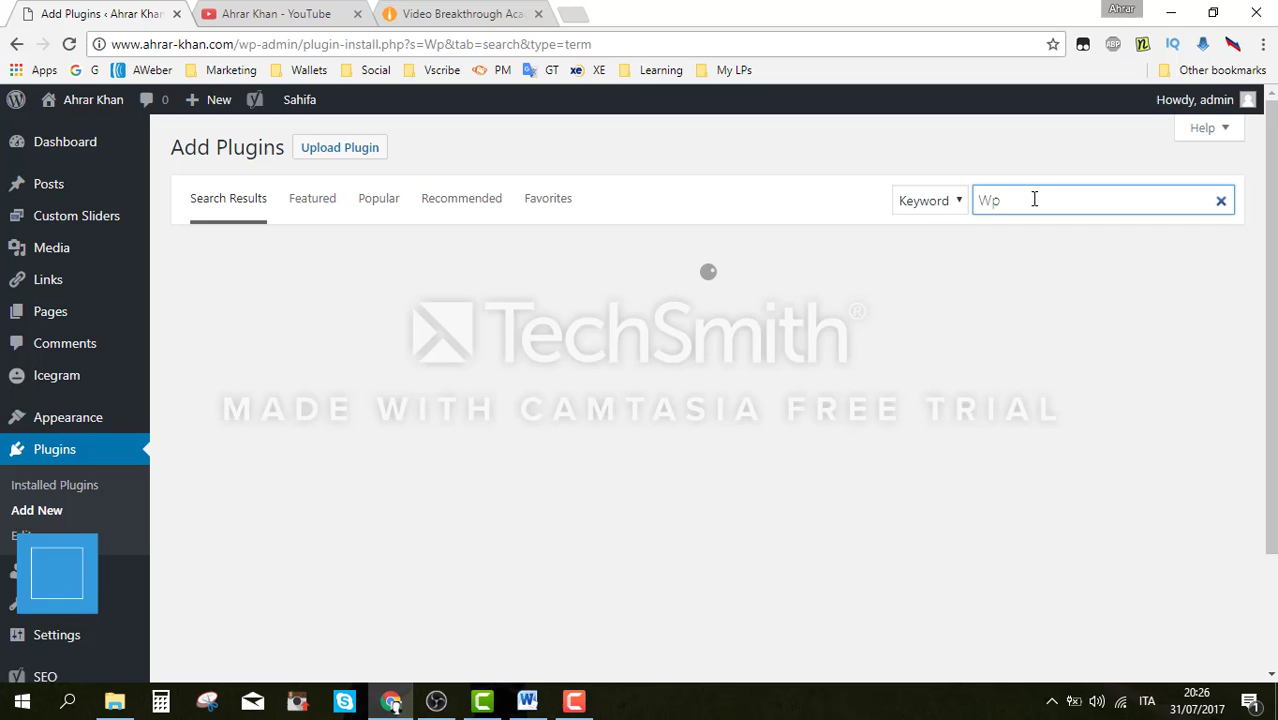 Add Plugins ‹ Ahrar Khan
Ahrar Khan - YouTube
Video Breakthrough Aca
Ahrar
www.ahrar-khan.com/wp-admin/plugin-install.php?s=Wp&tab=search&type=term
Apps G AWeber Marketing Wallets Social Vscribe PM GT XE Learning My LPs Other bookmarks
Ahrar Khan 0 New Sahifa Howdy, admin
Help
Add Plugins Upload Plugin
Search Results Featured Popular Recommended Favorites Keyword Wp
Dashboard
Posts
Custom Sliders
Media
Links
Pages
Comments
Icegram
Appearance
Plugins
Installed Plugins
Add New
Settings
SEO
TechSmith®
MADE WITH CAMTASIA FREE TRIAL
ITA
20:26
31/07/2017